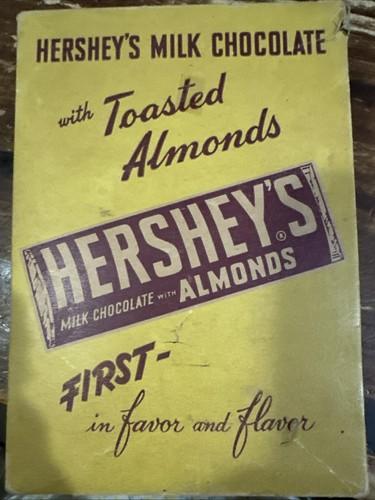 HERSHEY'S MILK CHOCOLATE
with Toasted
Almonds
HERSHEY'S
®
MILK CHOCOLATE WITH ALMONDS
FIRST-
in favor and flavor